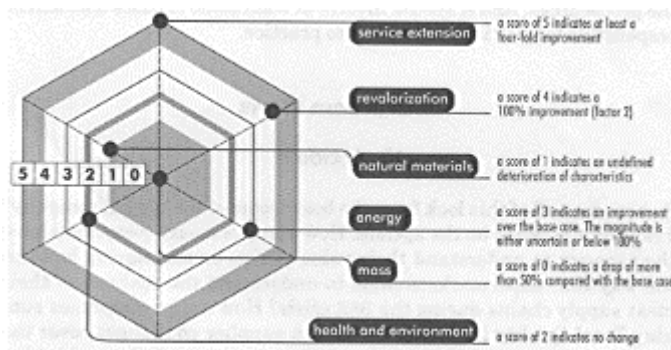 service extension
a score of 5 indicates at least a
four-fold improvement
revalorization
a score of 4 indicates a
100% improvement (factor 2)
natural materials
a score of 1 indicates an undefined
deterioration of characteristics
5 4 3 2 1 0
energy
a score of 3 indicates an improvement
over the base case. The magnitude is
either uncertain or below 100%
mass
a score of 0 indicates a drop of more
than 50% compared with the base case
health and environment
a score of 2 indicates no change